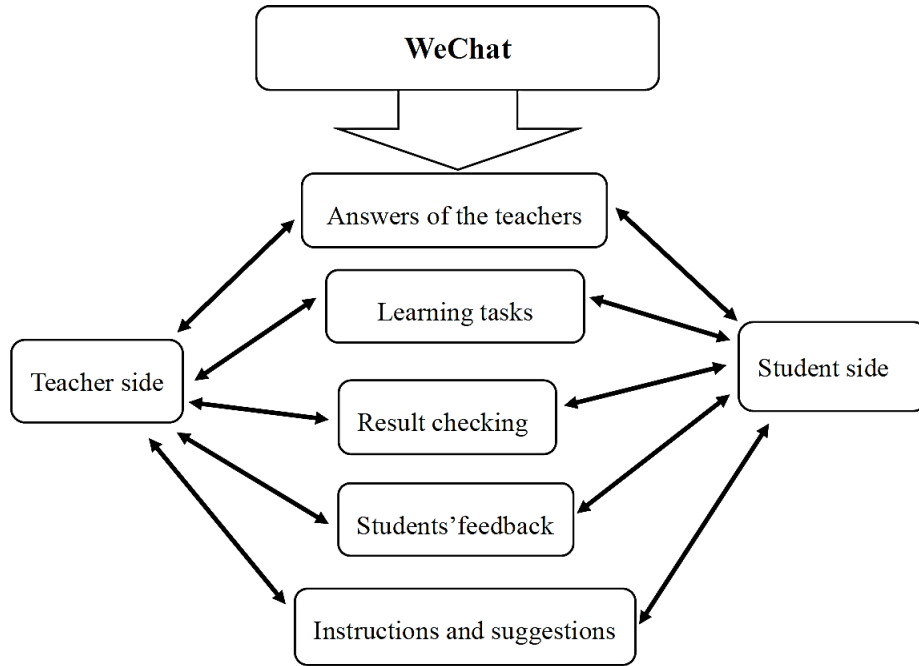 WeChat
Answers of the teachers
Learning tasks
Teacher side
Student side
Result checking
Students’feedback
Instructions and suggestions